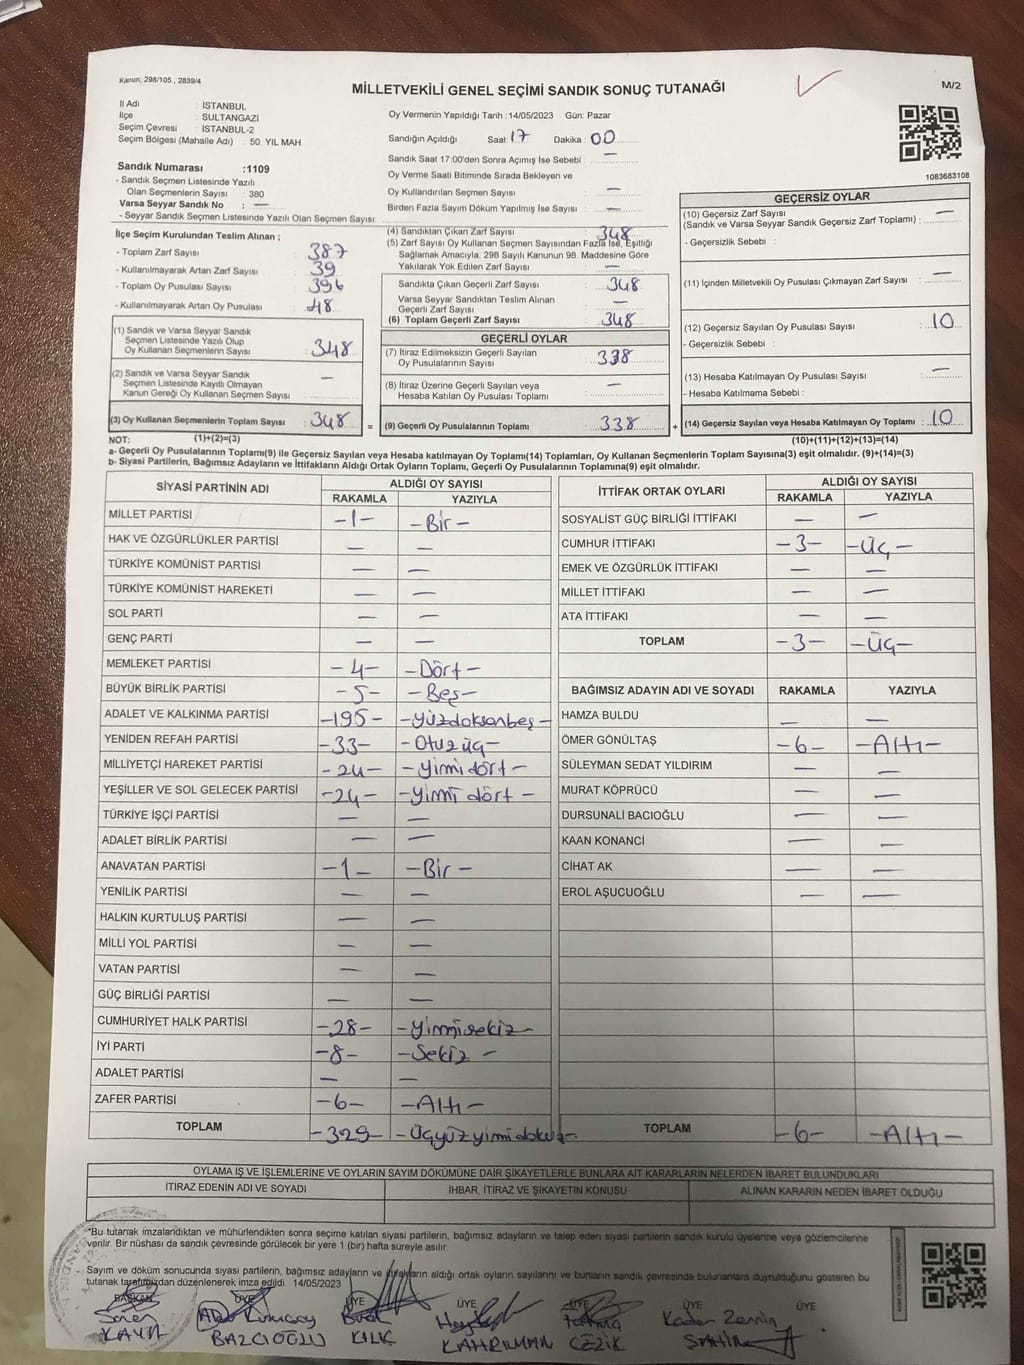 Kanun, 298/105 , 2839/4
MİLLETVEKİLİ GENEL SEÇİMİ SANDIK SONUÇ TUTANAĞI
M/2
İl Adı : İSTANBUL
İlçe : SULTANGAZİ
Seçim Çevresi : İSTANBUL-2
Seçim Bölgesi (Mahalle Adı) : 50. YIL MAH.
Sandık Numarası :1109
- Sandık Seçmen Listesinde Yazılı
Olan Seçmenlerin Sayısı : 380
Varsa Seyyar Sandık No : —
- Seyyar Sandık Seçmen Listesinde Yazılı Olan Seçmen Sayısı:
Oy Vermenin Yapıldığı Tarih :14/05/2023 Gün: Pazar
Sandığın Açıldığı Saat: 17 Dakika : 00
Sandık Saat 17:00'den Sonra Açımış İse Sebebi : —
Oy Verme Saati Bitiminde Sırada Bekleyen ve
Oy Kullandırılan Seçmen Sayısı : —
Birden Fazla Sayım Döküm Yapılmış İse Sayısı : —
1083683108
İlçe Seçim Kurulundan Teslim Alınan ;
- Toplam Zarf Sayısı : 387
- Kullanılmayarak Artan Zarf Sayısı : 39
- Toplam Oy Pusulası Sayısı : 396
- Kullanılmayarak Artan Oy Pusulası : 48
(1) Sandık ve Varsa Seyyar Sandık
Seçmen Listesinde Yazılı Olup
Oy Kullanan Seçmenlerin Sayısı : 348
(2) Sandık ve Varsa Seyyar Sandık
Seçmen Listesinde Kayıtlı Olmayan
Kanun Gereği Oy Kullanan Seçmen Sayısı : —
(3) Oy Kullanan Seçmenlerin Toplam Sayısı : 348
(4) Sandıktan Çıkan Zarf Sayısı : 348
(5) Zarf Sayısı Oy Kullanan Seçmen Sayısından Fazla İse, Eşitliği
Sağlamak Amacıyla, 298 Sayılı Kanunun 98. Maddesine Göre
Yakılarak Yok Edilen Zarf Sayısı : —
Sandıkta Çıkan Geçerli Zarf Sayısı : 348
Varsa Seyyar Sandıktan Teslim Alınan
Geçerli Zarf Sayısı : —
(6) Toplam Geçerli Zarf Sayısı : 348
GEÇERLİ OYLAR
(7) İtiraz Edilmeksizin Geçerli Sayılan
Oy Pusulalarının Sayısı : 338
(8) İtiraz Üzerine Geçerli Sayılan veya
Hesaba Katılan Oy Pusulası Toplamı : —
= (9) Geçerli Oy Pusulalarının Toplamı : 338
GEÇERSİZ OYLAR
(10) Geçersiz Zarf Sayısı
(Sandık ve Varsa Seyyar Sandık Geçersiz Zarf Toplamı) : —
- Geçersizlik Sebebi :
(11) İçinden Milletvekili Oy Pusulası Çıkmayan Zarf Sayısı : —
(12) Geçersiz Sayılan Oy Pusulası Sayısı : 10
- Geçersizlik Sebebi :
(13) Hesaba Katılmayan Oy Pusulası Sayısı : —
- Hesaba Katılmama Sebebi :
+ (14) Geçersiz Sayılan veya Hesaba Katılmayan Oy Toplamı : 10
NOT: (1)+(2)=(3)
(10)+(11)+(12)+(13)=(14)
a- Geçerli Oy Pusulalarının Toplamı(9) ile Geçersiz Sayılan veya Hesaba katılmayan Oy Toplamı(14) Toplamları, Oy Kullanan Seçmenlerin Toplam Sayısına(3) eşit olmalıdır. (9)+(14)=(3)
b- Siyasi Partilerin, Bağımsız Adayların ve İttifakların Aldığı Ortak Oyların Toplamı, Geçerli Oy Pusulalarının Toplamına(9) eşit olmalıdır.
SİYASİ PARTİNİN ADI ALDIĞI OY SAYISI
RAKAMLA YAZIYLA
MİLLET PARTİSİ -1- -Bir-
HAK VE ÖZGÜRLÜKLER PARTİSİ — —
TÜRKİYE KOMÜNİST PARTİSİ — —
TÜRKİYE KOMÜNİST HAREKETİ — —
SOL PARTİ — —
GENÇ PARTİ — —
MEMLEKET PARTİSİ -4- -Dört-
BÜYÜK BİRLİK PARTİSİ -5- -Beş-
ADALET VE KALKINMA PARTİSİ -195- -yüzdoksanbeş-
YENİDEN REFAH PARTİSİ -33- -Otuzüç-
MİLLİYETÇİ HAREKET PARTİSİ -24- -Yirmi dört-
YEŞİLLER VE SOL GELECEK PARTİSİ -24- -Yirmi dört-
TÜRKİYE İŞÇİ PARTİSİ — —
ADALET BİRLİK PARTİSİ — —
ANAVATAN PARTİSİ -1- -Bir-
YENİLİK PARTİSİ — —
HALKIN KURTULUŞ PARTİSİ — —
MİLLİ YOL PARTİSİ — —
VATAN PARTİSİ — —
GÜÇ BİRLİĞİ PARTİSİ — —
CUMHURİYET HALK PARTİSİ -28- -Yirmisekiz-
İYİ PARTİ -8- -Sekiz-
ADALET PARTİSİ — —
ZAFER PARTİSİ -6- -Altı-
TOPLAM -329- -Üçyüzyirmidokuz-
İTTİFAK ORTAK OYLARI ALDIĞI OY SAYISI
RAKAMLA YAZIYLA
SOSYALİST GÜÇ BİRLİĞİ İTTİFAKI — —
CUMHUR İTTİFAKI -3- -Üç-
EMEK VE ÖZGÜRLÜK İTTİFAKI — —
MİLLET İTTİFAKI — —
ATA İTTİFAKI — —
TOPLAM -3- -Üç-
BAĞIMSIZ ADAYIN ADI VE SOYADI RAKAMLA YAZIYLA
HAMZA BULDU — —
ÖMER GÖNÜLTAŞ -6- -Altı-
SÜLEYMAN SEDAT YILDIRIM — —
MURAT KÖPRÜCÜ — —
DURSUNALİ BACIOĞLU — —
KAAN KONANCİ — —
CİHAT AK — —
EROL AŞUCUOĞLU — —
TOPLAM -6- -Altı-
OYLAMA İŞ VE İŞLEMLERİNE VE OYLARIN SAYIM DÖKÜMÜNE DAİR ŞİKAYETLERLE BUNLARA AİT KARARLARIN NELERDEN İBARET BULUNDUKLARI
İTİRAZ EDENİN ADI VE SOYADI İHBAR, İTİRAZ VE ŞİKAYETİN KONUSU ALINAN KARARIN NEDEN İBARET OLDUĞU
*Bu tutanak imzalandıktan ve mühürlendikten sonra seçime katılan siyasi partilerin, bağımsız adayların ve talep eden siyasi partilerin sandık kurulu üyelerine veya gözlemcilerine
verilir. Bir nüshası da sandık çevresinde görülecek bir yere 1 (bir) hafta süreyle asılır.
Sayım ve döküm sonucunda siyasi partilerin, bağımsız adayların ve ittifakların aldığı ortak oyların sayılarını ve bunların sandık çevresinde bulunanlara duyrulduğunu gösteren bu
tutanak tarafımızdan düzenlenerek imza edildi. 14/05/2023
BAŞKAN ÜYE ÜYE ÜYE ÜYE ÜYE ÜYE
KAYA BAZCIOĞLU KILIÇ KAHRIMAN CEZİK ŞAHİN